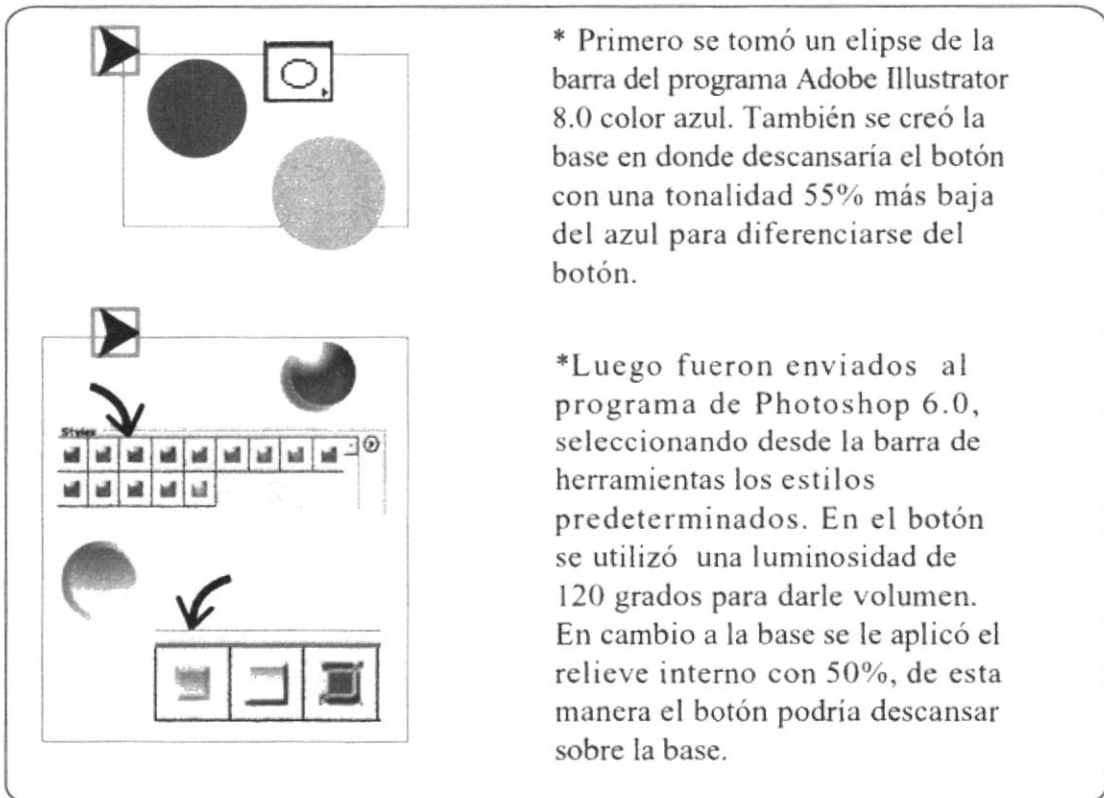 * Primero se tomó un elipse de la
barra del programa Adobe Illustrator
8.0 color azul. También se creó la
base en donde descansaría el botón
con una tonalidad 55% más baja
del azul para diferenciarse del
botón.
Styles
*Luego fueron enviados al
programa de Photoshop 6.0,
seleccionando desde la barra de
herramientas los estilos
predeterminados. En el botón
se utilizó una luminosidad de
120 grados para darle volumen.
En cambio a la base se le aplicó el
relieve interno con 50%, de esta
manera el botón podría descansar
sobre la base.